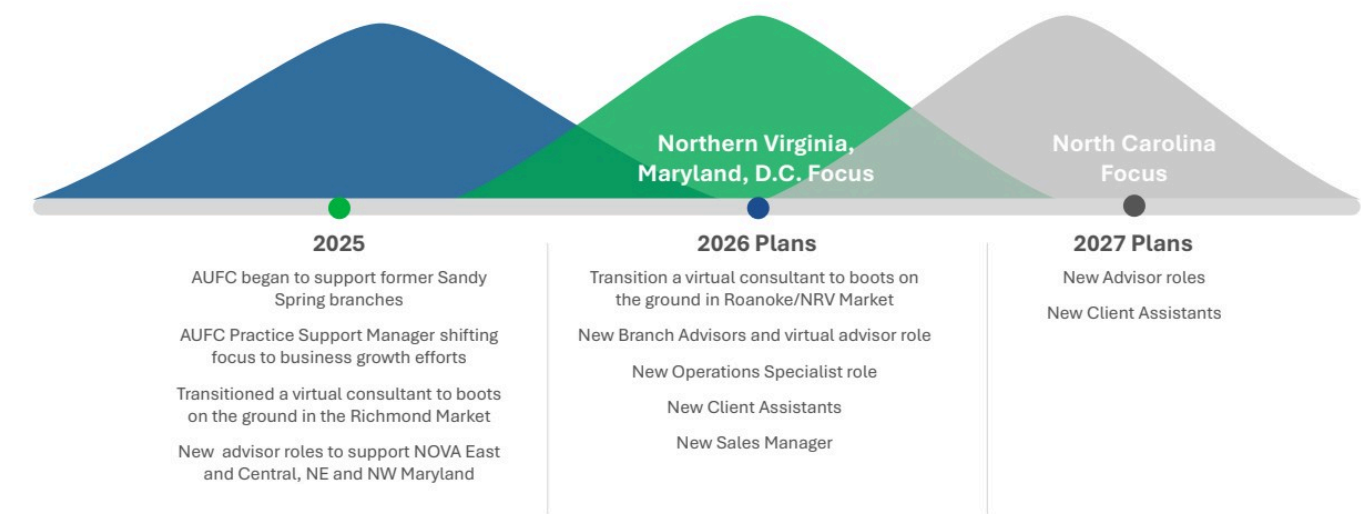 Northern Virginia,
Maryland, D.C. Focus
North Carolina
Focus
2025
AUFC began to support former Sandy
Spring branches
AUFC Practice Support Manager shifting
focus to business growth efforts
Transitioned a virtual consultant to boots
on the ground in the Richmond Market
New advisor roles to support NOVA East
and Central, NE and NW Maryland
2026 Plans
Transition a virtual consultant to boots on
the ground in Roanoke/NRV Market
New Branch Advisors and virtual advisor role
New Operations Specialist role
New Client Assistants
New Sales Manager
2027 Plans
New Advisor roles
New Client Assistants